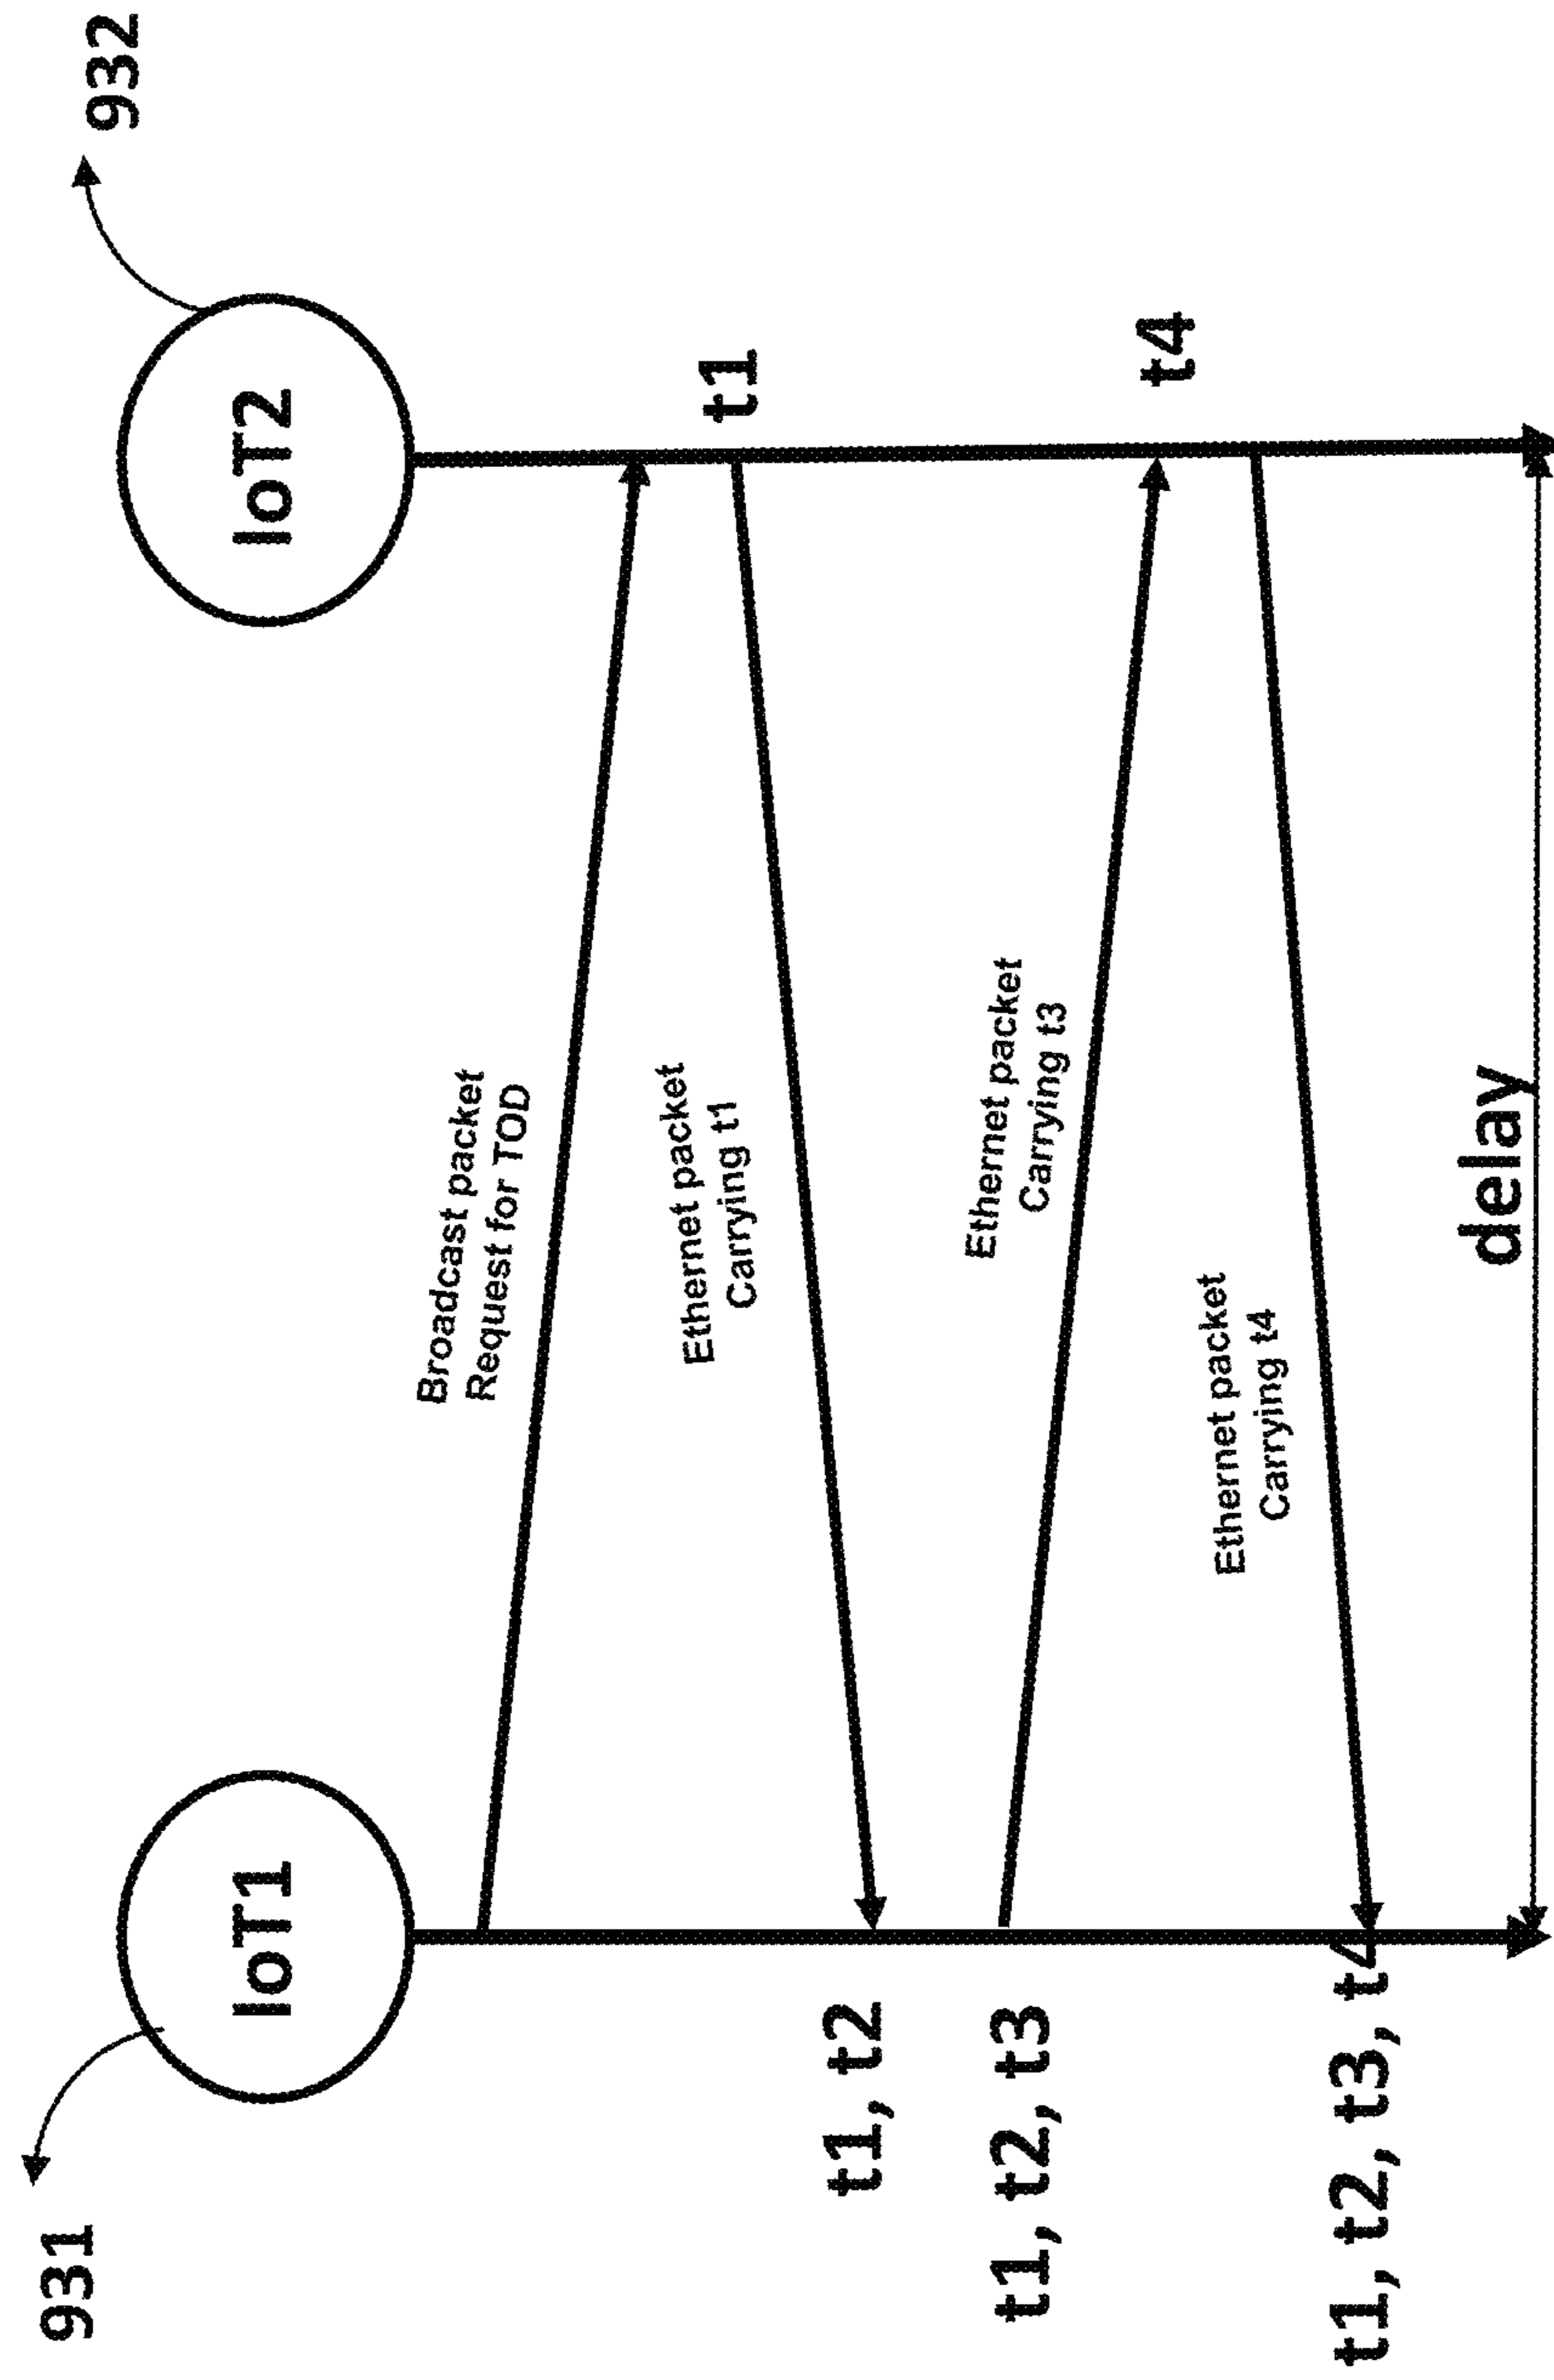 931
932
IoT1
IoT2
Broadcast packet
Request for TOD
Ethernet packet
Carrying t1
t1
t1, t2
Ethernet packet
Carrying t3
t1, t2, t3
t4
Ethernet packet
Carrying t4
t1, t2, t3, t4
delay